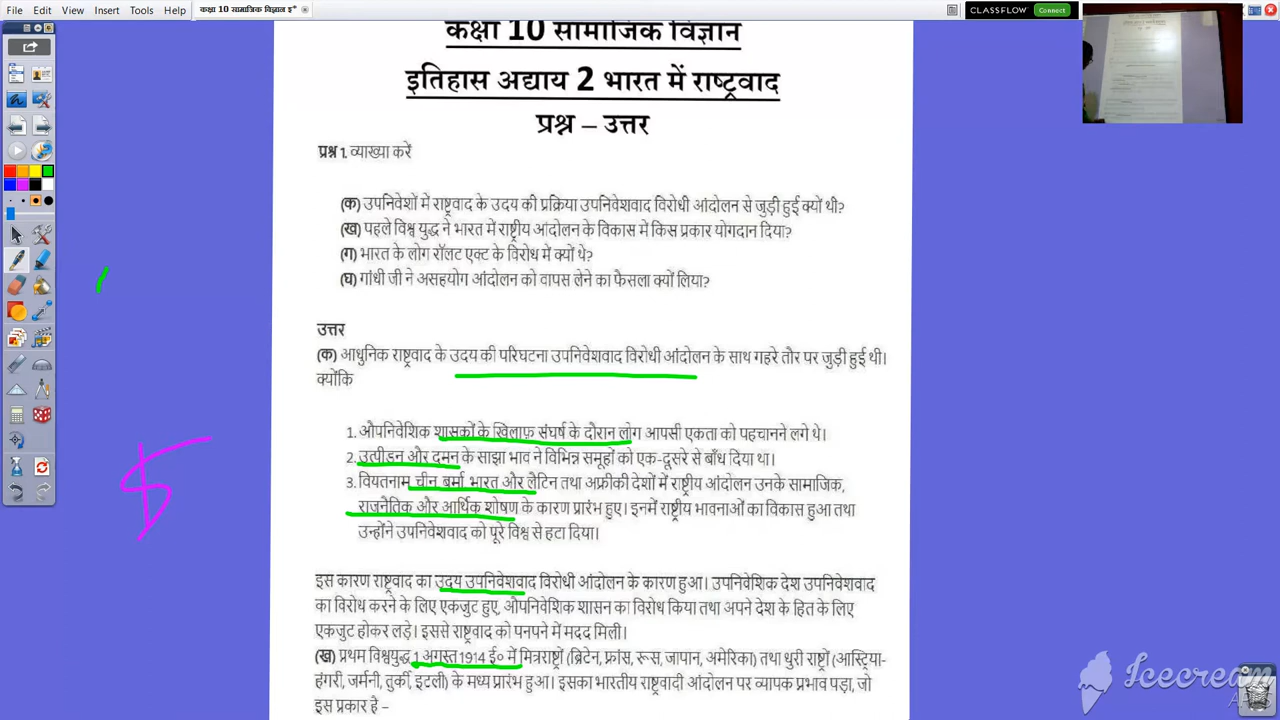 File Edit View Insert Tools Help
कक्षा 10 सामाजिक विज्ञान इ*
CLASSFLOW Connect
कक्षा 10 सामाजिक विज्ञान
इतिहास अद्याय 2 भारत में राष्ट्रवाद
प्रश्न – उत्तर
प्रश्न 1. व्याख्या करें
(क) उपनिवेशों में राष्ट्रवाद के उदय की प्रक्रिया उपनिवेशवाद विरोधी आंदोलन से जुड़ी हुई क्यों थी?
(ख) पहले विश्व युद्ध ने भारत में राष्ट्रीय आंदोलन के विकास में किस प्रकार योगदान दिया?
(ग) भारत के लोग रॉलट एक्ट के विरोध में क्यों थे?
(घ) गांधी जी ने असहयोग आंदोलन को वापस लेने का फैसला क्यों लिया?
उत्तर
(क) आधुनिक राष्ट्रवाद के उदय की परिघटना उपनिवेशवाद विरोधी आंदोलन के साथ गहरे तौर पर जुड़ी हुई थी।
क्योंकि
1. औपनिवेशिक शासकों के खिलाफ़ संघर्ष के दौरान लोग आपसी एकता को पहचानने लगे थे।
2. उत्पीड़न और दमन के साझा भाव ने विभिन्न समूहों को एक-दूसरे से बाँध दिया था।
3. वियतनाम चीन, बर्मा भारत और लैटिन तथा अफ्रीकी देशों में राष्ट्रीय आंदोलन उनके सामाजिक,
राजनैतिक और आर्थिक शोषण के कारण प्रारंभ हुए। इनमें राष्ट्रीय भावनाओं का विकास हुआ तथा
उन्होंने उपनिवेशवाद को पूरे विश्व से हटा दिया।
इस कारण राष्ट्रवाद का उदय उपनिवेशवाद विरोधी आंदोलन के कारण हुआ। उपनिवेशिक देश उपनिवेशवाद
का विरोध करने के लिए एकजुट हुए, औपनिवेशिक शासन का विरोध किया तथा अपने देश के हित के लिए
एकजुट होकर लड़े। इससे राष्ट्रवाद को पनपने में मदद मिली।
(ख) प्रथम विश्वयुद्ध 1 अगस्त 1914 ई० में मित्रराष्ट्रों (ब्रिटेन, फ्रांस, रूस, जापान, अमेरिका) तथा धुरी राष्ट्रों (आस्ट्रिया-
हंगरी, जर्मनी, तुर्की, इटली) के मध्य प्रारंभ हुआ। इसका भारतीय राष्ट्रवादी आंदोलन पर व्यापक प्रभाव पड़ा, जो
इस प्रकार है –
Icecream
Apps